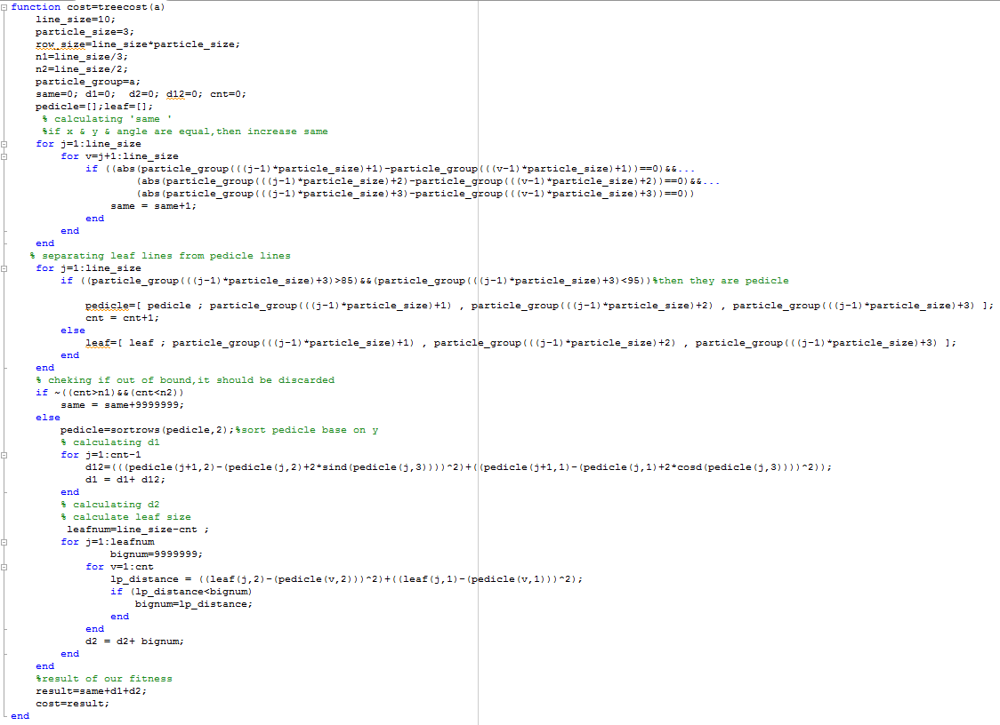 function cost=treecost(a)
line_size=10;
particle_size=3;
row_size=line_size*particle_size;
n1=line_size/3;
n2=line_size/2;
particle_group=a;
same=0; d1=0;  d2=0; d12=0; cnt=0;
pedicle=[];leaf=[];
% calculating 'same '
%if x & y & angle are equal,then increase same
for j=1:line_size
for v=j+1:line_size
if ((abs(particle_group(((j-1)*particle_size)+1)-particle_group(((v-1)*particle_size)+1))==0)&&...
(abs(particle_group(((j-1)*particle_size)+2)-particle_group(((v-1)*particle_size)+2))==0)&&...
(abs(particle_group(((j-1)*particle_size)+3)-particle_group(((v-1)*particle_size)+3))==0))
same = same+1;
end
end
end
% separating leaf lines from pedicle lines
for j=1:line_size
if ((particle_group(((j-1)*particle_size)+3)>85)&&(particle_group(((j-1)*particle_size)+3)<95))%then they are pedicle
pedicle=[ pedicle ; particle_group(((j-1)*particle_size)+1) , particle_group(((j-1)*particle_size)+2) , particle_group(((j-1)*particle_size)+3) ];
cnt = cnt+1;
else
leaf=[ leaf ; particle_group(((j-1)*particle_size)+1) , particle_group(((j-1)*particle_size)+2) , particle_group(((j-1)*particle_size)+3) ];
end
end
% cheking if out of bound,it should be discarded
if ~((cnt>n1)&&(cnt<n2))
same = same+9999999;
else
pedicle=sortrows(pedicle,2);%sort pedicle base on y
% calculating d1
for j=1:cnt-1
d12=(((pedicle(j+1,2)-(pedicle(j,2)+2*sind(pedicle(j,3))))^2)+((pedicle(j+1,1)-(pedicle(j,1)+2*cosd(pedicle(j,3))))^2));
d1 = d1+ d12;
end
% calculating d2
% calculate leaf size
leafnum=line_size-cnt ;
for j=1:leafnum
bignum=9999999;
for v=1:cnt
lp_distance = ((leaf(j,2)-(pedicle(v,2)))^2)+((leaf(j,1)-(pedicle(v,1)))^2);
if (lp_distance<bignum)
bignum=lp_distance;
end
end
d2 = d2+ bignum;
end
end
%result of our fitness
result=same+d1+d2;
cost=result;
end